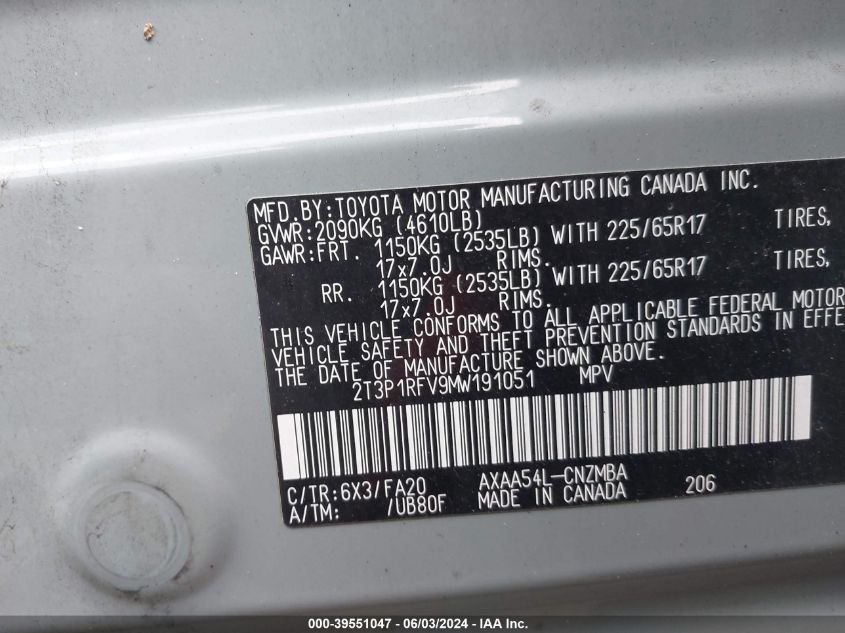 MFD.BY:TOYOTA MOTOR MANUFACTURING CANADA INC.
GVWR:2090KG (4610LB)
GAWR:FRT. 1150KG (2535LB) WITH 225/65R17 TIRES,
17x7.0J RIMS.
RR. 1150KG (2535LB) WITH 225/65R17 TIRES,
17x7.0J RIMS.
THIS VEHICLE CONFORMS TO ALL APPLICABLE FEDERAL MOTOR
VEHICLE SAFETY AND THEFT PREVENTION STANDARDS IN EFFE
THE DATE OF MANUFACTURE SHOWN ABOVE.
2T3P1RFV9MW191051 MPV
C/TR:6X3/FA20 AXAA54L-CNZMBA 206
A/TM: /UB80F MADE IN CANADA
000-39551047 - 06/03/2024 - IAA Inc.